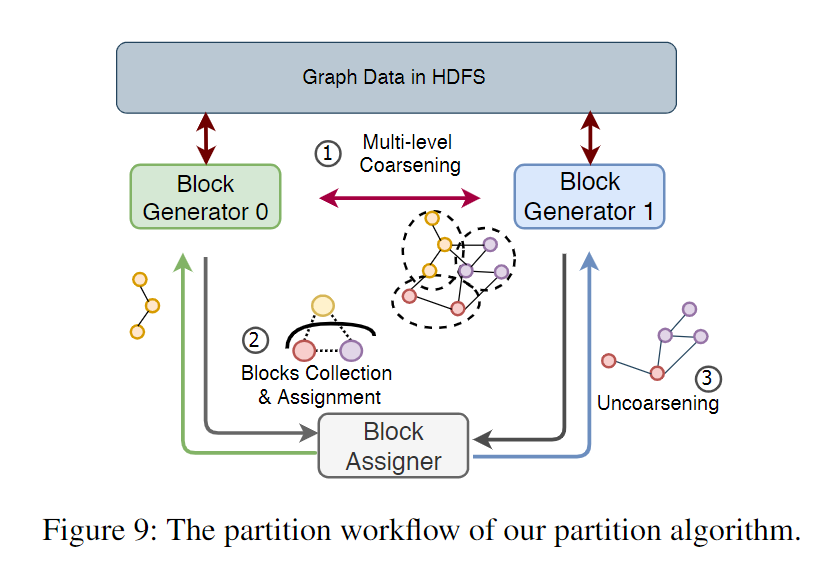 Graph Data in HDFS
1
Multi-level
Coarsening
Block
Generator 0
Block
Generator 1
2
Blocks Collection
& Assignment
3
Uncoarsening
Block
Assigner
Figure 9: The partition workflow of our partition algorithm.